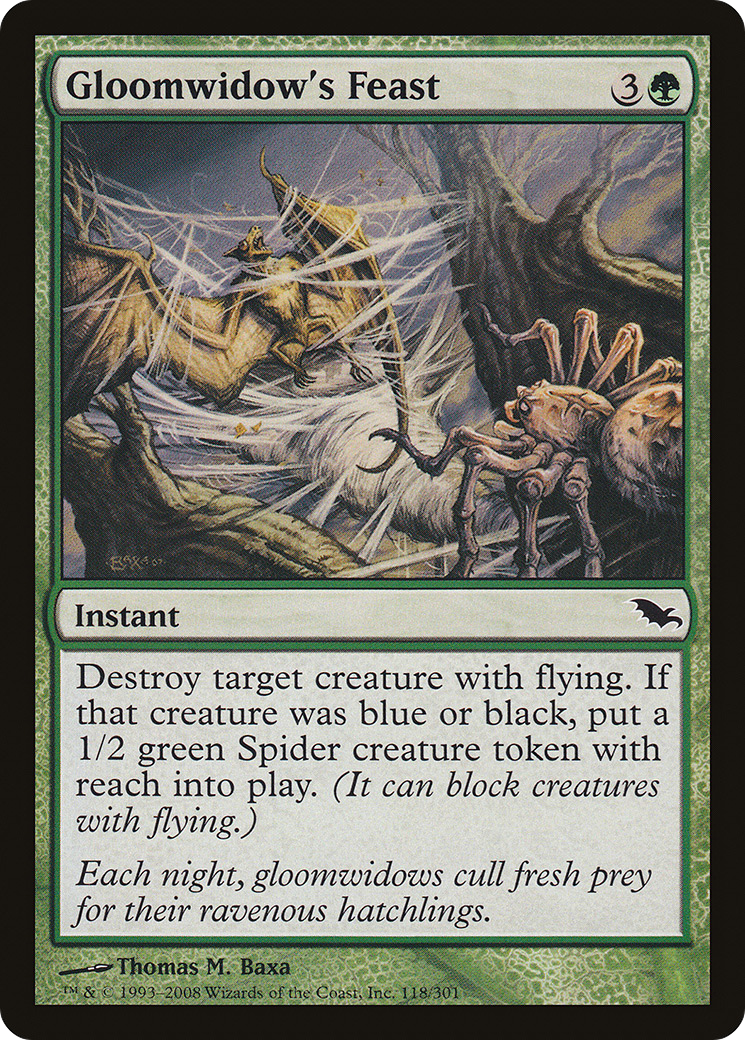 Gloomwidow's Feast 3
BAXA 07
Instant
Destroy target creature with flying. If
that creature was blue or black, put a
1/2 green Spider creature token with
reach into play. (It can block creatures
with flying.)
Each night, gloomwidows cull fresh prey
for their ravenous hatchlings.
Thomas M. Baxa
™ & © 1993–2008 Wizards of the Coast, Inc. 118/301